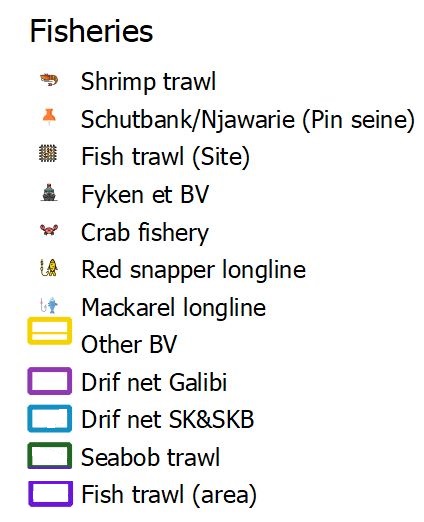 Fisheries
Shrimp trawl
Schutbank/Njawarie (Pin seine)
Fish trawl (Site)
Fyken et BV
Crab fishery
Red snapper longline
Mackarel longline
Other BV
Drif net Galibi
Drif net SK&SKB
Seabob trawl
Fish trawl (area)